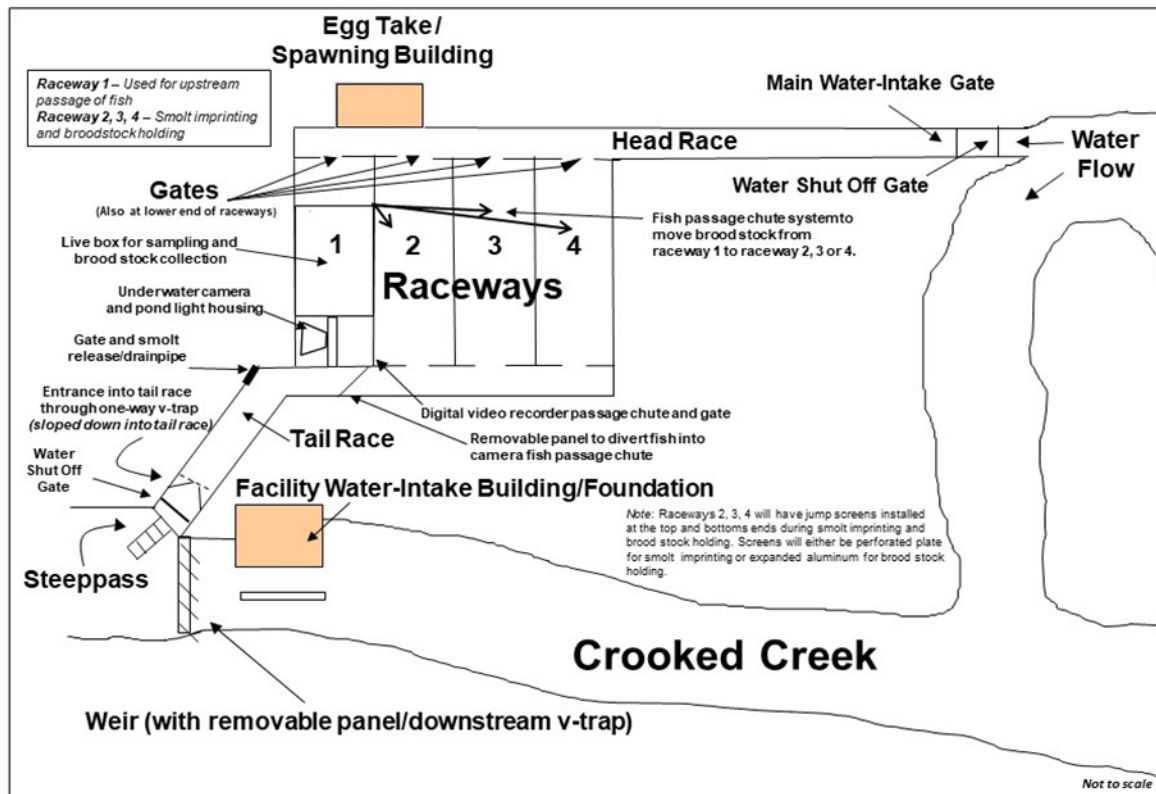 Egg Take/
Spawning Building
Raceway 1 – Used for upstream
passage of fish
Raceway 2, 3, 4 – Smolt imprinting
and broodstock holding
Main Water-Intake Gate
Head Race
Water
Flow
Water Shut Off Gate
Gates
(Also at lower end of raceways)
Fish passage chute system to
move brood stock from
raceway 1 to raceway 2, 3 or 4.
Live box for sampling and
brood stock collection
1
2
3
4
Raceways
Underwater camera
and pond light housing
Gate and smolt
release/drainpipe
Entrance into tail race
through one-way v-trap
(sloped down into tail race)
Digital video recorder passage chute and gate
Tail Race
Removable panel to divert fish into
camera fish passage chute
Water
Shut Off
Gate
Facility Water-Intake Building/Foundation
Note: Raceways 2, 3, 4 will have jump screens installed
at the top and bottoms ends during smolt imprinting and
brood stock holding. Screens will either be perforated plate
for smolt imprinting or expanded aluminum for brood stock
holding.
Steeppass
Crooked Creek
Weir (with removable panel/downstream v-trap)
Not to scale